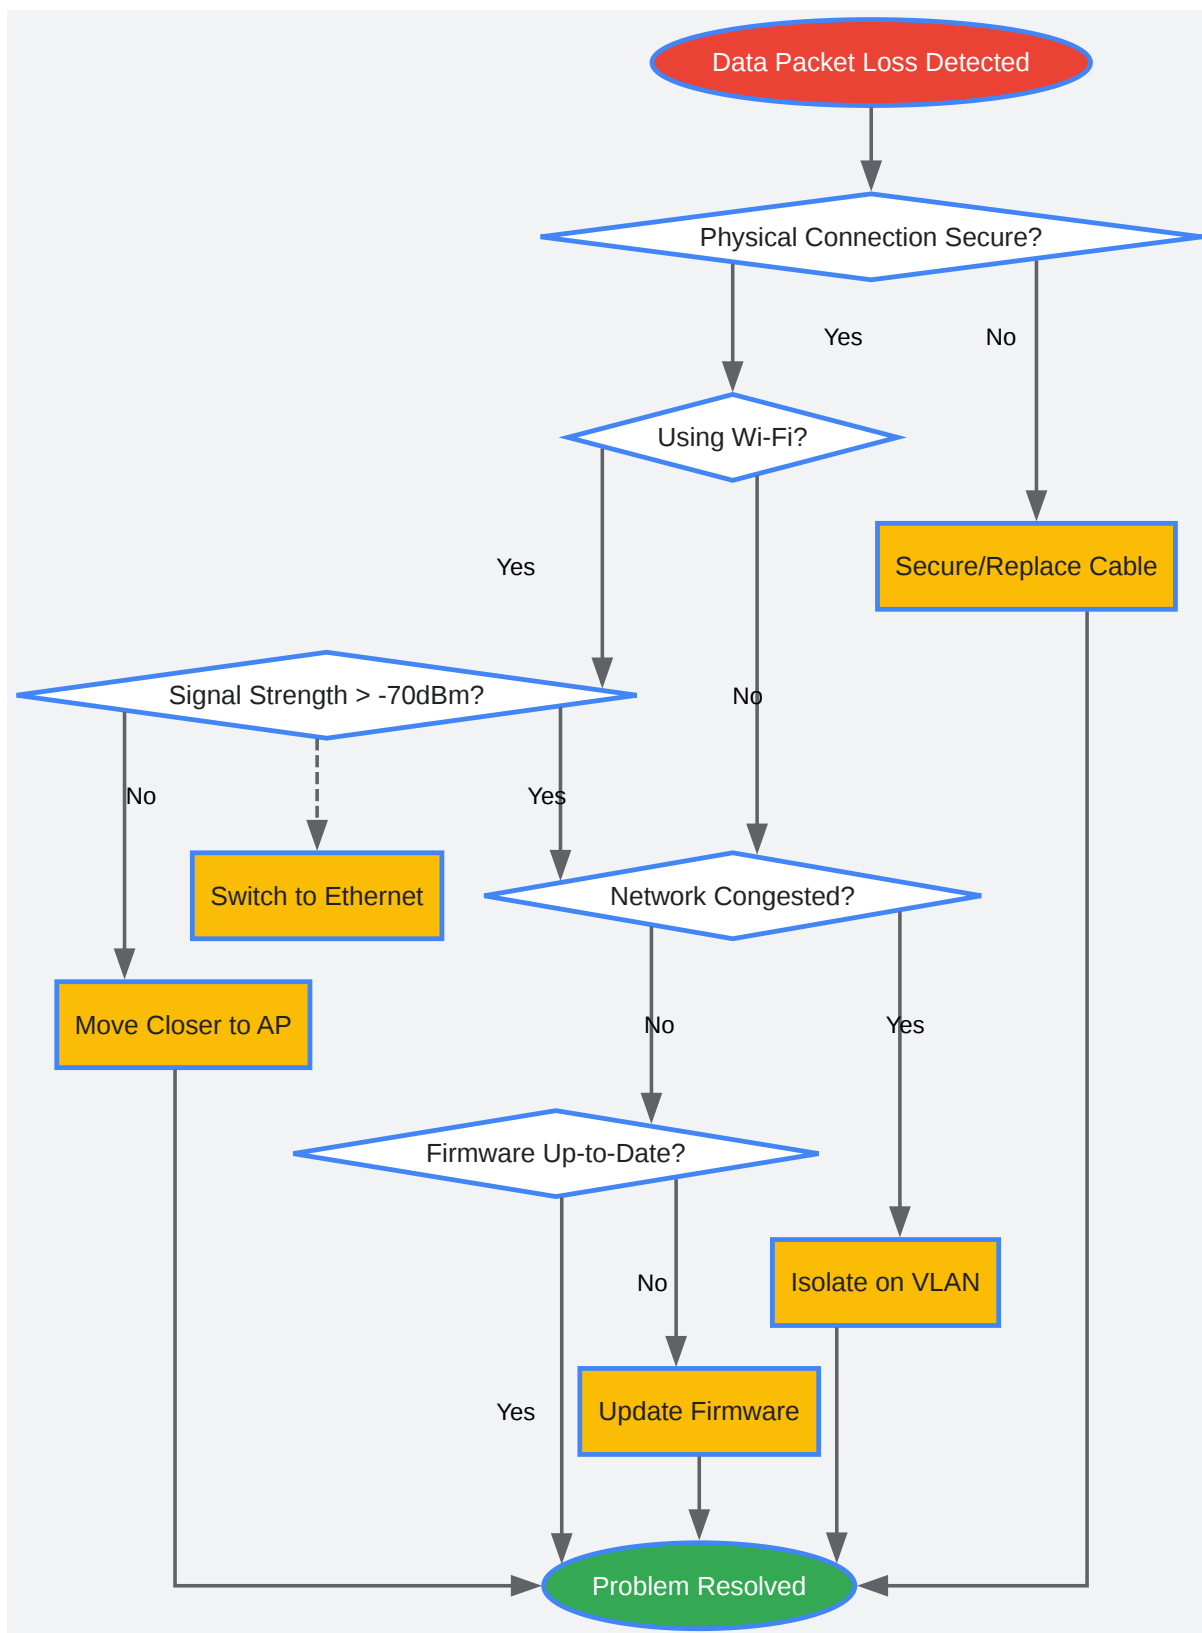 Data Packet Loss Detected
Physical Connection Secure?
Yes
No
Using Wi-Fi?
Yes
Secure/Replace Cable
Signal Strength > -70dBm?
No
No
Yes
Switch to Ethernet
Network Congested?
Move Closer to AP
No
Yes
Firmware Up-to-Date?
No
Isolate on VLAN
Yes
Update Firmware
Problem Resolved